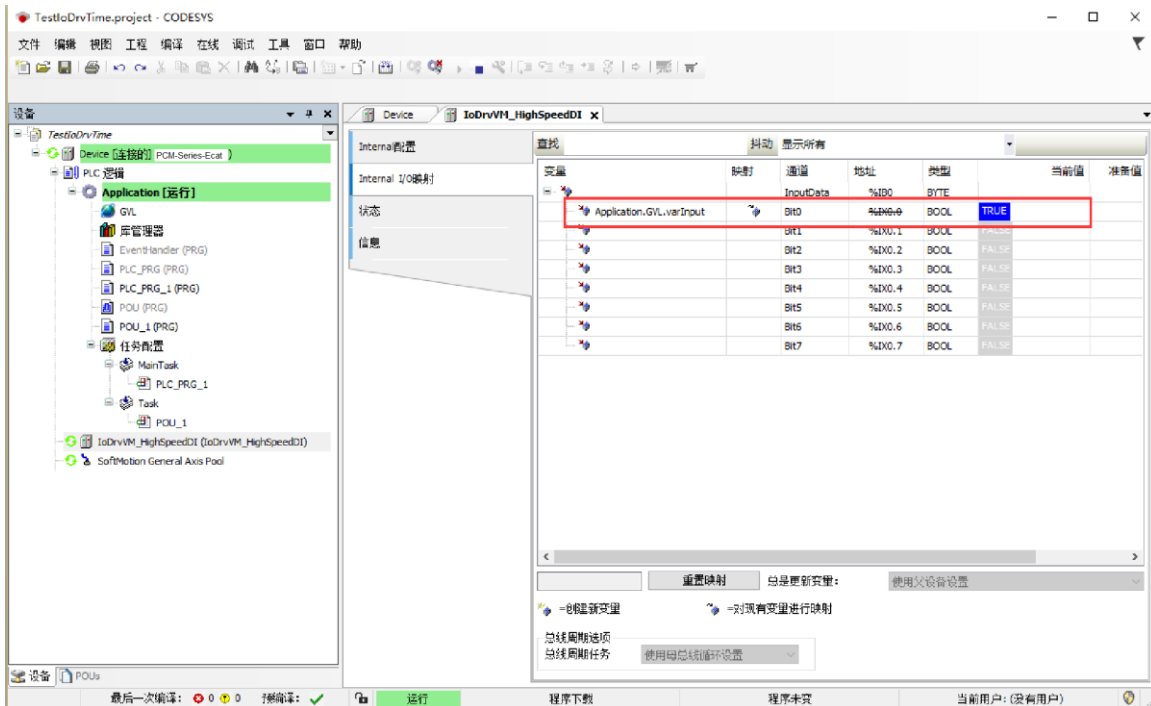 TestIoDrvTime.project - CODESYS
文件 编辑 视图 工程 编译 在线 调试 工具 窗口 帮助
设备
TestIoDrvTime
Device [连接的] PCM-Series-Ecat )
PLC 逻辑
Application [运行]
GVL
库管理器
EventHandler (PRG)
PLC_PRG (PRG)
PLC_PRG_1 (PRG)
POU (PRG)
POU_1 (PRG)
任务配置
MainTask
PLC_PRG_1
Task
POU_1
IoDrvVM_HighSpeedDI (IoDrvVM_HighSpeedDI)
SoftMotion General Axis Pool
设备 POUs
Device IoDrvVM_HighSpeedDI
Internal配置
Internal I/O映射
状态
信息
查找 抖动 显示所有
变量 映射 通道 地址 类型 当前值 准备值
InputData %IB0 BYTE
Application.GVL.varInput Bit0 %IX0.0 BOOL TRUE
Bit1 %IX0.1 BOOL FALSE
Bit2 %IX0.2 BOOL FALSE
Bit3 %IX0.3 BOOL FALSE
Bit4 %IX0.4 BOOL FALSE
Bit5 %IX0.5 BOOL FALSE
Bit6 %IX0.6 BOOL FALSE
Bit7 %IX0.7 BOOL FALSE
重置映射 总是更新变量: 使用父设备设置
=创建新变量 =对现有变量进行映射
总线周期选项
总线周期任务 使用母总线循环设置
最后一次编译: 0 0 预编译: 运行 程序下载 程序未变 当前用户: (没有用户)